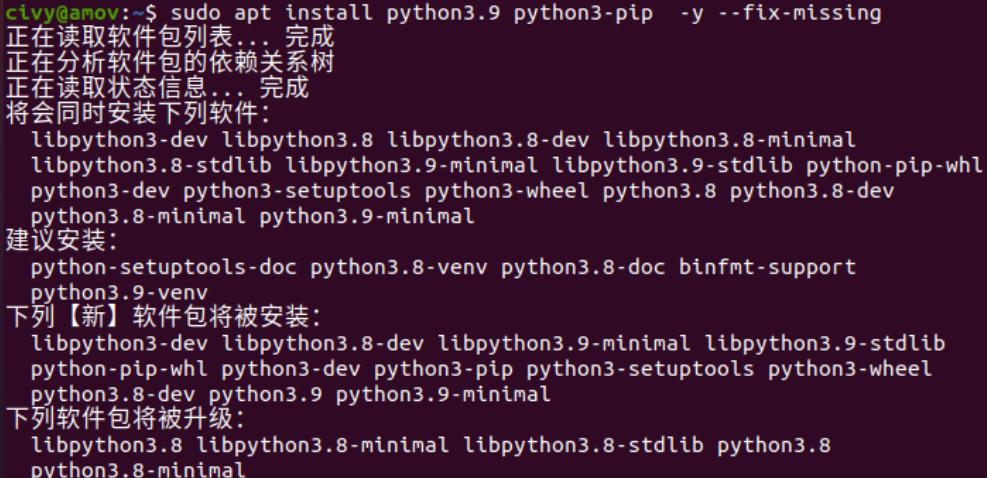 civy@amov:~$ sudo apt install python3.9 python3-pip  -y --fix-missing
正在读取软件包列表... 完成
正在分析软件包的依赖关系树
正在读取状态信息... 完成
将会同时安装下列软件：
  libpython3-dev libpython3.8 libpython3.8-dev libpython3.8-minimal
  libpython3.8-stdlib libpython3.9-minimal libpython3.9-stdlib python-pip-whl
  python3-dev python3-setuptools python3-wheel python3.8 python3.8-dev
  python3.8-minimal python3.9-minimal
建议安装：
  python-setuptools-doc python3.8-venv python3.8-doc binfmt-support
  python3.9-venv
下列【新】软件包将被安装：
  libpython3-dev libpython3.8-dev libpython3.9-minimal libpython3.9-stdlib
  python-pip-whl python3-dev python3-pip python3-setuptools python3-wheel
  python3.8-dev python3.9 python3.9-minimal
下列软件包将被升级：
  libpython3.8 libpython3.8-minimal libpython3.8-stdlib python3.8
  python3.8-minimal